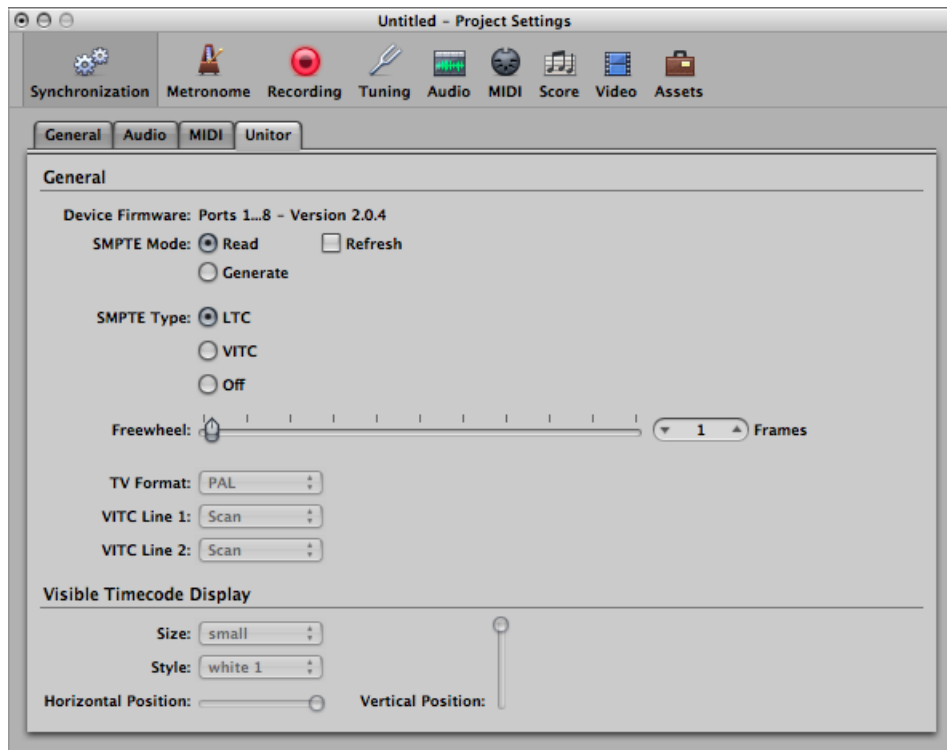 Untitled – Project Settings
Synchronization Metronome Recording Tuning Audio MIDI Score Video Assets
General Audio MIDI Unitor
General
Device Firmware: Ports 1...8 – Version 2.0.4
SMPTE Mode: Read Refresh
Generate
SMPTE Type: LTC
VITC
Off
Freewheel: 1 Frames
TV Format: PAL
VITC Line 1: Scan
VITC Line 2: Scan
Visible Timecode Display
Size: small
Style: white 1
Horizontal Position: Vertical Position: